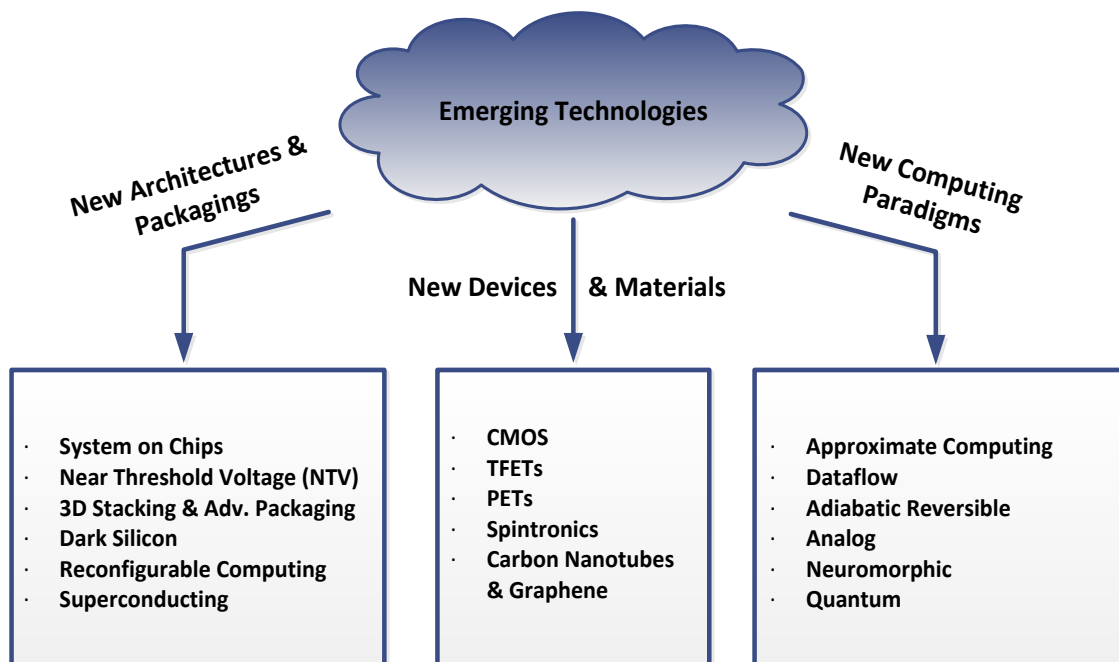 Emerging Technologies
New Architectures &
Packagings
New Devices & Materials
New Computing
Paradigms
· System on Chips
· Near Threshold Voltage (NTV)
· 3D Stacking & Adv. Packaging
· Dark Silicon
· Reconfigurable Computing
· Superconducting
· CMOS
· TFETs
· PETs
· Spintronics
· Carbon Nanotubes
& Graphene
· Approximate Computing
· Dataflow
· Adiabatic Reversible
· Analog
· Neuromorphic
· Quantum